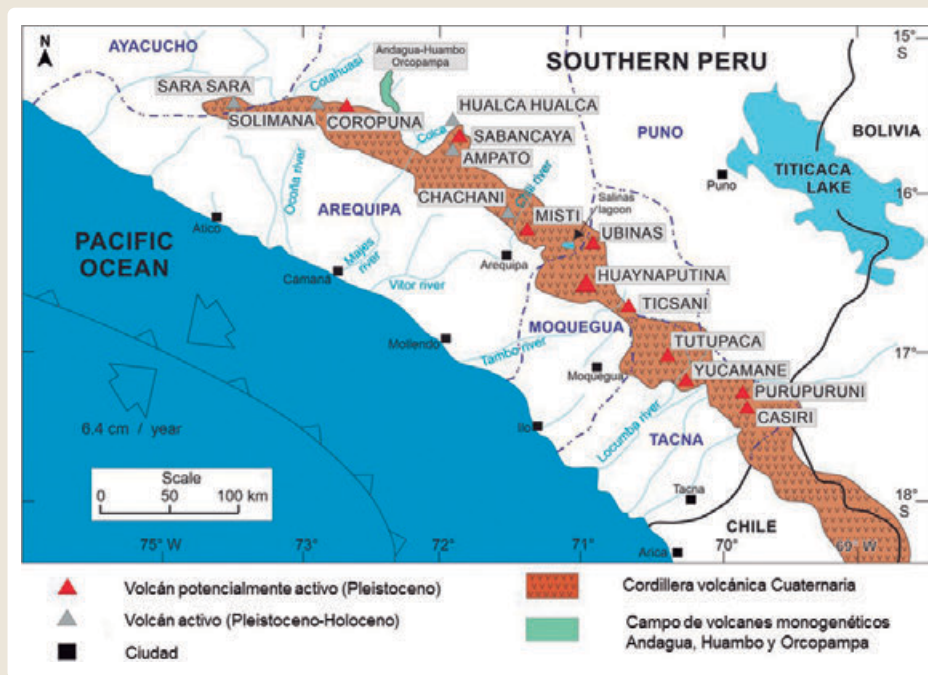 N
AYACUCHO
Cotahuasi
Andagua-Huambo
Orcopampa
SOUTHERN PERU
15°
S
SARA SARA
SOLIMANA
COROPUNA
HUALCA HUALCA
Colca
SABANCAYA
AMPATO
PUNO
BOLIVIA
TITICACA
LAKE
Puno
16°
Ocoña river
AREQUIPA
CHACHANI
Chili river
MISTI
Salinas
lagoon
UBINAS
Atico
PACIFIC
OCEAN
Camaná
Majes
river
Arequipa
Vitor river
HUAYNAPUTINA
TICSANI
MOQUEGUA
Mollendo
Tambo river
17°
TUTUPACA
Moquegua
YUCAMANE
PURUPURUNI
CASIRI
6.4 cm / year
Ilo
Locumba river
TACNA
Scale
0 50 100 km
Tacna
18°
S
CHILE
Arica
75° W
73°
72°
71°
70°
69° W
Volcán potencialmente activo (Pleistoceno)
Volcán activo (Pleistoceno-Holoceno)
Ciudad
Cordillera volcánica Cuaternaria
Campo de volcanes monogenéticos
Andagua, Huambo y Orcopampa